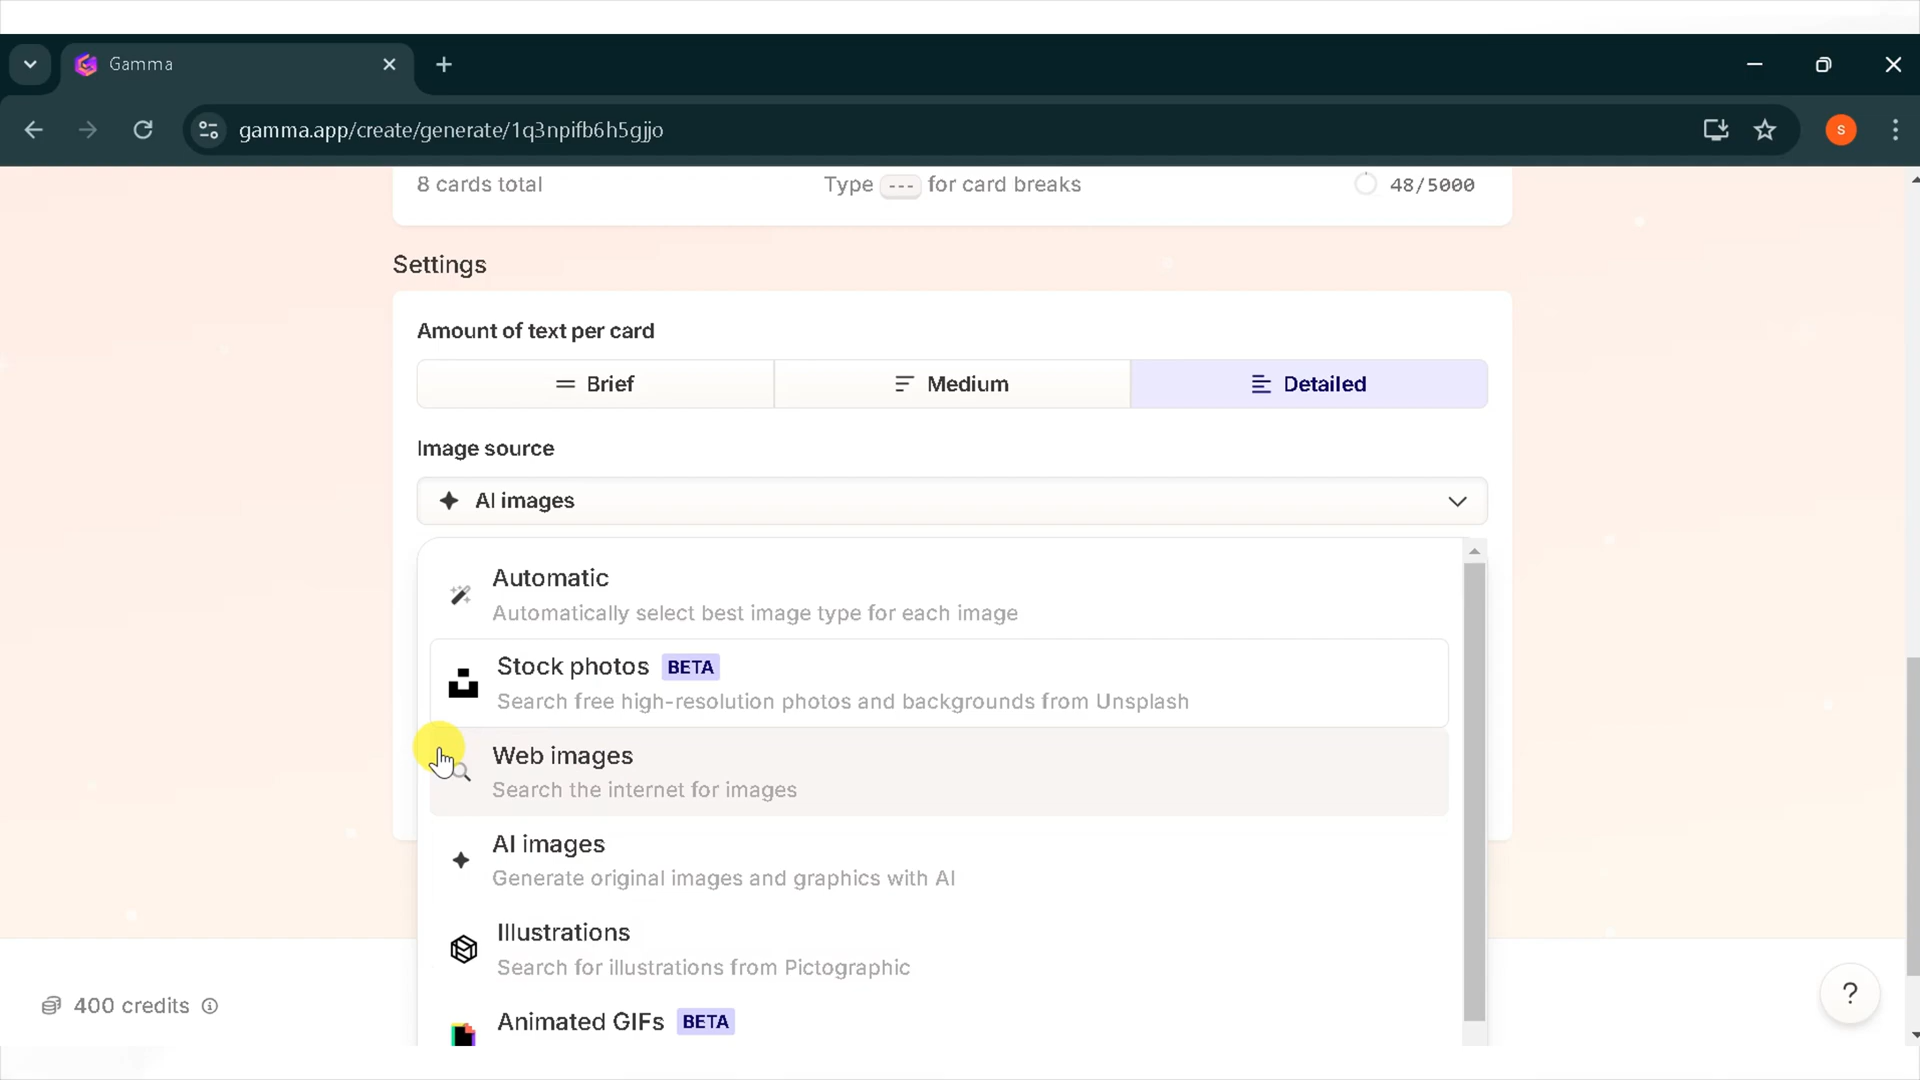 Gamma
gamma.app/create/generate/1q3npifb6h5gjjo
S
8 cards total
Type --- for card breaks
48/5000
Settings
Amount of text per card
Brief
Medium
Detailed
Image source
AI images
Automatic
Automatically select best image type for each image
Stock photos BETA
Search free high-resolution photos and backgrounds from Unsplash
Web images
Search the internet for images
AI images
Generate original images and graphics with AI
Illustrations
Search for illustrations from Pictographic
Animated GIFs BETA
400 credits
?